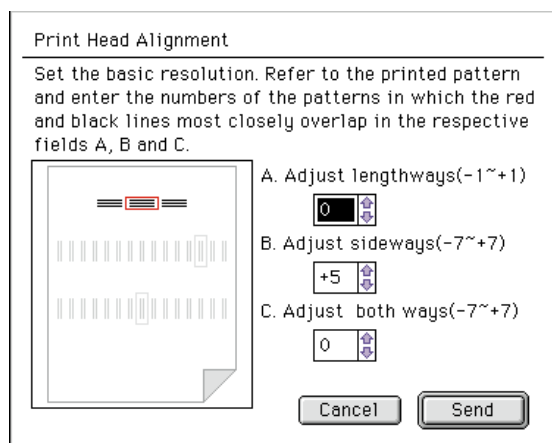 Print Head Alignment
Set the basic resolution. Refer to the printed pattern
and enter the numbers of the patterns in which the red
and black lines most closely overlap in the respective
fields A, B and C.
A. Adjust lengthways(-1~+1)
0
B. Adjust sideways(-7~+7)
+5
C. Adjust  both ways(-7~+7)
0
Cancel
Send